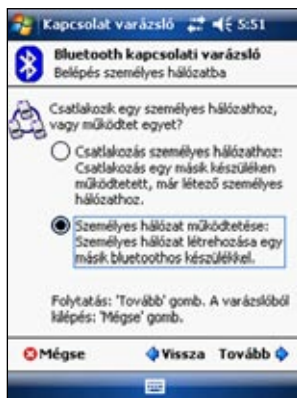 Kapcsolat varázsló 5:51
Bluetooth kapcsolati varázsló
Belépés személyes hálózatba
Csatlakozik egy személyes hálózathoz,
vagy működtet egyet?
Csatlakozás személyes hálózathoz:
Csatlakozás egy másik készüléken
működtetett, már létező személyes
hálózathoz.
Személyes hálózat működtetése:
Személyes hálózat létrehozása egy
másik bluetoothos készülékkel.
Folytatás: 'Tovább' gomb. A varázslóból
kilépés: 'Mégse' gomb.
Mégse Vissza Tovább